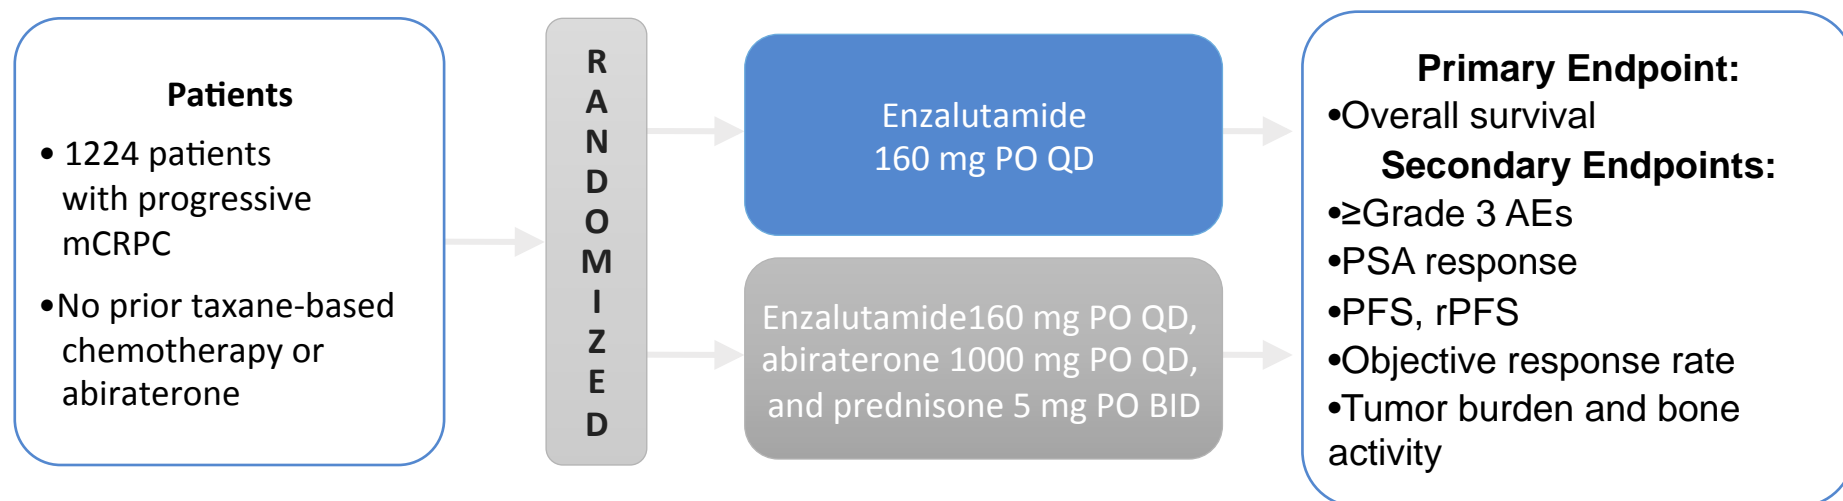 Patients
• 1224 patients
with progressive
mCRPC
•No prior taxane-based
chemotherapy or
abiraterone
RANDOMIZED
Enzalutamide
160 mg PO QD
Enzalutamide160 mg PO QD,
abiraterone 1000 mg PO QD,
and prednisone 5 mg PO BID
Primary Endpoint:
•Overall survival
Secondary Endpoints:
•≥Grade 3 AEs
•PSA response
•PFS, rPFS
•Objective response rate
•Tumor burden and bone
activity